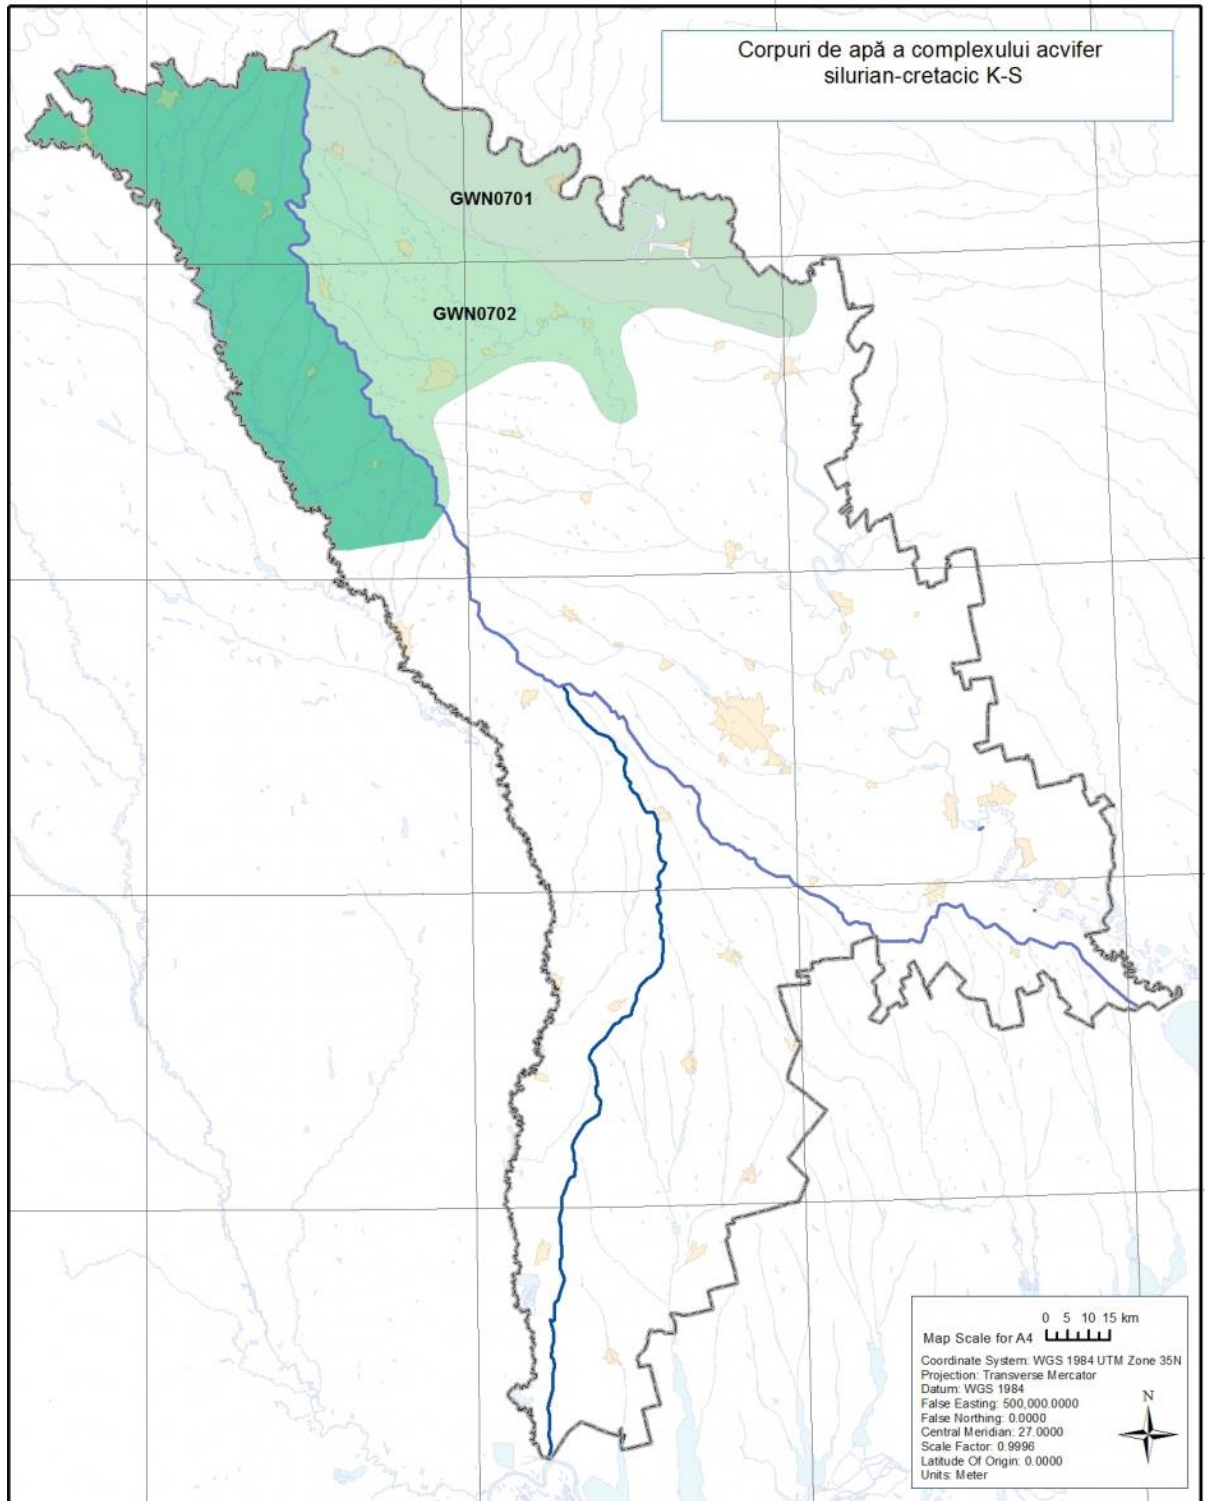 Corpuri de apă a complexului acvifer
silurian-cretacic K-S
GWN0701
GWN0702
0 5 10 15 km
Map Scale for A4
Coordinate System: WGS 1984 UTM Zone 35N
Projection: Transverse Mercator
Datum: WGS 1984
False Easting: 500,000.0000
False Northing: 0.0000
Central Meridian: 27.0000
Scale Factor: 0.9996
Latitude Of Origin: 0.0000
Units: Meter
N